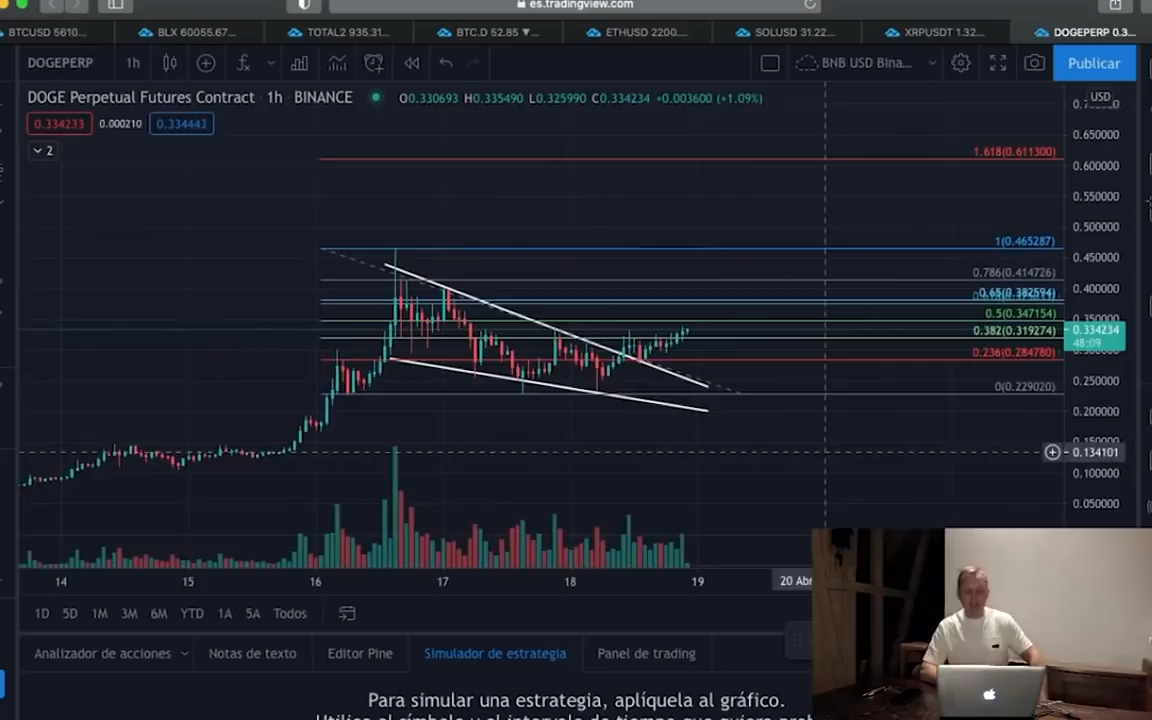 es.tradingview.com
BTCUSD 5610... BLX 60055.67... TOTAL2 935.31... BTC.D 52.85 ▼... ETHUSD 2200.... SOLUSD 31.22... XRPUSDT 1.32... DOGEPERP 0.3...
DOGEPERP 1h BNB USD Bina... Publicar
DOGE Perpetual Futures Contract · 1h · BINANCE O0.330693 H0.335490 L0.325990 C0.334234 +0.003600 (+1.09%) USD
0.334233 0.000210 0.334443
0.650000
2
1.618(0.611300)
0.600000
0.550000
0.500000
1(0.465287)
0.450000
0.786(0.414726)
0.400000
0.65(0.382594)
0.5(0.347154)
0.382(0.319274) 0.334234
48:09
0.236(0.284780)
0(0.229020) 0.250000
0.200000
0.134101
0.100000
0.050000
14 15 16 17 18 19 20 Abr
1D 5D 1M 3M 6M YTD 1A 5A Todos
Analizador de acciones Notas de texto Editor Pine Simulador de estrategia Panel de trading
Para simular una estrategia, aplíquela al gráfico.